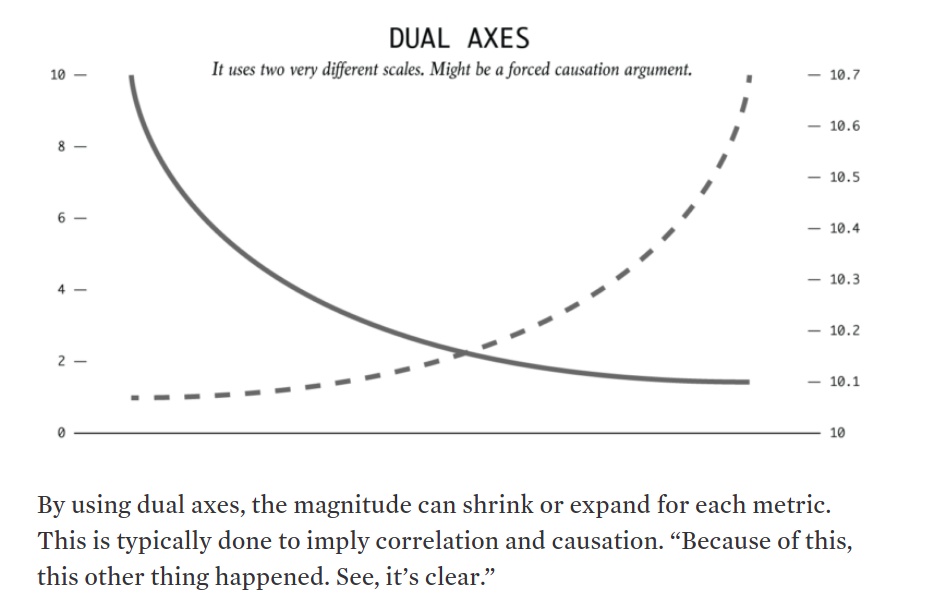 DUAL AXES
It uses two very different scales. Might be a forced causation argument.
10
8
6
4
2
0
10.7
10.6
10.5
10.4
10.3
10.2
10.1
10
By using dual axes, the magnitude can shrink or expand for each metric.
This is typically done to imply correlation and causation. “Because of this,
this other thing happened. See, it’s clear.”